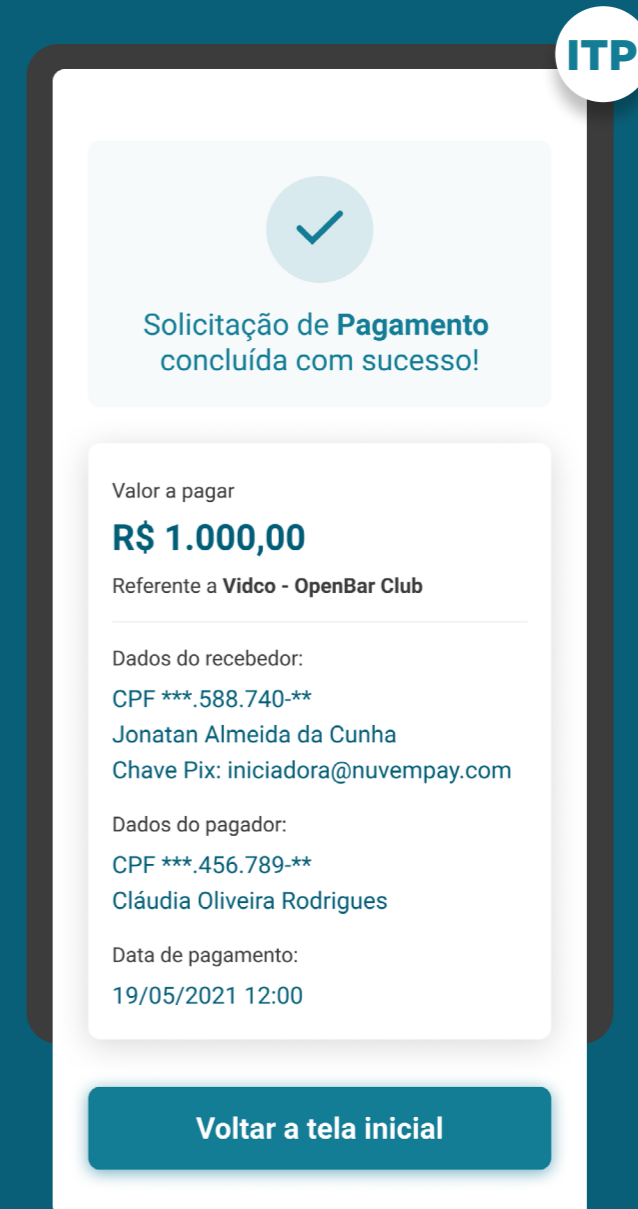 ITP
Solicitação de Pagamento
concluída com sucesso!
Valor a pagar
R$ 1.000,00
Referente a Vidco - OpenBar Club
Dados do recebedor:
CPF ***.588.740-**
Jonatan Almeida da Cunha
Chave Pix: iniciadora@nuvempay.com
Dados do pagador:
CPF ***.456.789-**
Cláudia Oliveira Rodrigues
Data de pagamento:
19/05/2021 12:00
Voltar a tela inicial